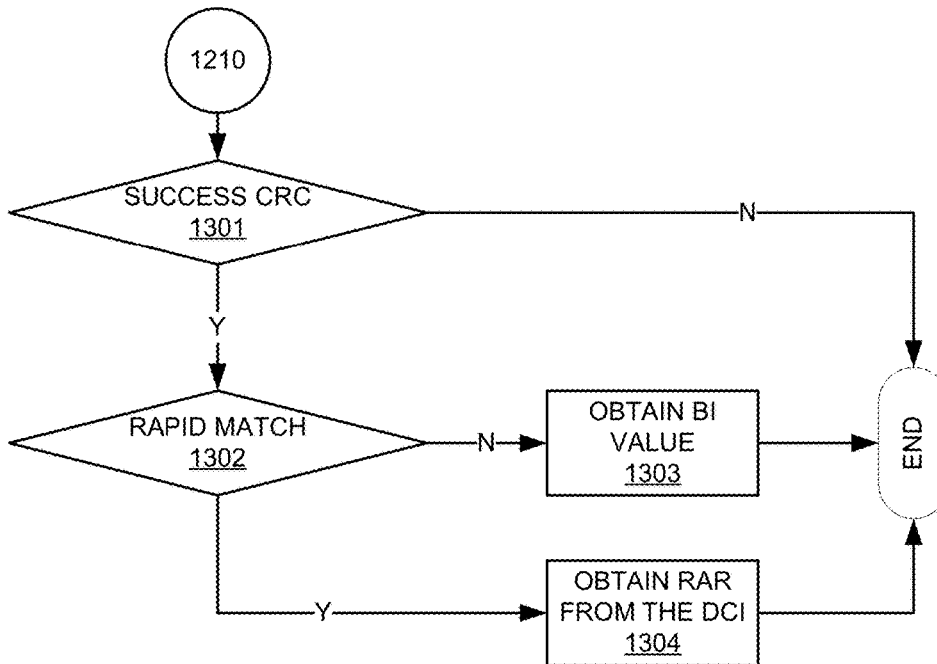 1210
SUCCESS CRC
1301
N
Y
RAPID MATCH
1302
N
OBTAIN BI
VALUE
1303
END
Y
OBTAIN RAR
FROM THE DCI
1304